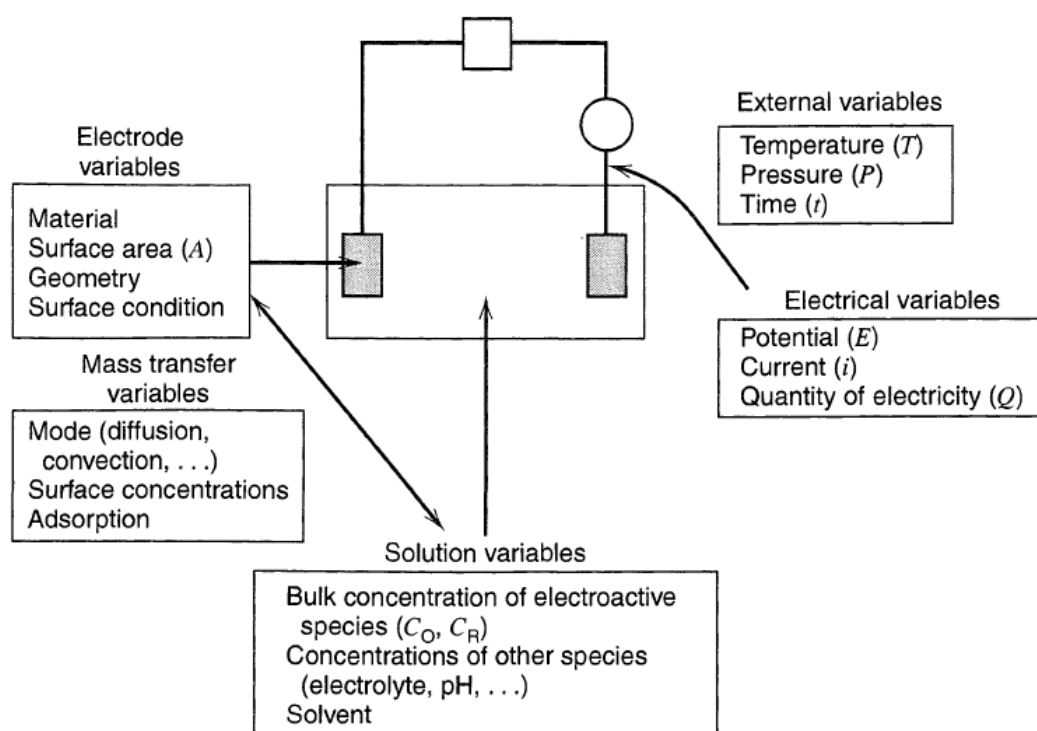 Electrode
variables
Material
Surface area (A)
Geometry
Surface condition
Mass transfer
variables
Mode (diffusion,
convection, . . .)
Surface concentrations
Adsorption
External variables
Temperature (T)
Pressure (P)
Time (t)
Electrical variables
Potential (E)
Current (i)
Quantity of electricity (Q)
Solution variables
Bulk concentration of electroactive
species (C_O, C_R)
Concentrations of other species
(electrolyte, pH, . . .)
Solvent